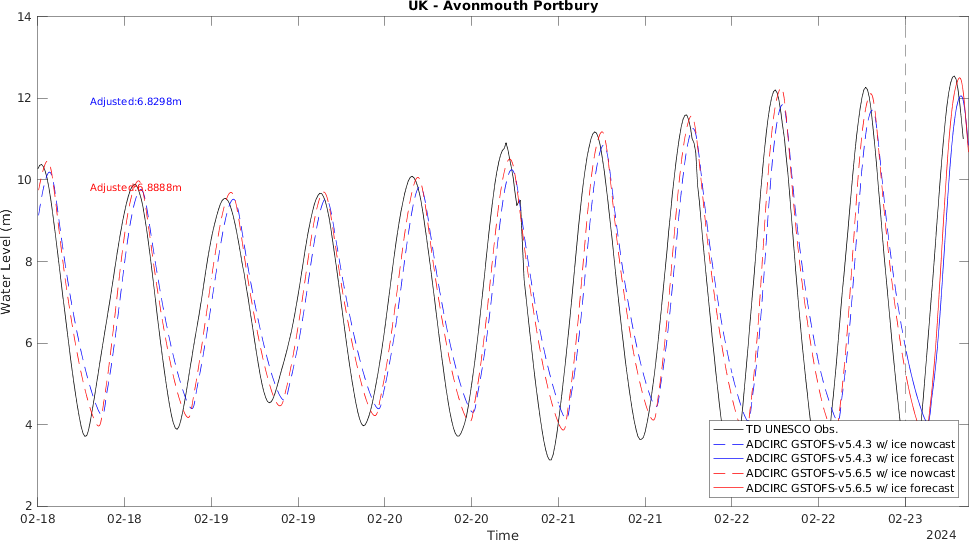 UK - Avonmouth Portbury
14
12
10
8
6
4
2
Water Level (m)
Adjusted:6.8298m
Adjusted:6.8888m
TD UNESCO Obs.
ADCIRC GSTOFS-v5.4.3 w/ ice nowcast
ADCIRC GSTOFS-v5.4.3 w/ ice forecast
ADCIRC GSTOFS-v5.6.5 w/ ice nowcast
ADCIRC GSTOFS-v5.6.5 w/ ice forecast
02-18 02-18 02-19 02-19 02-20 02-20 02-21 02-21 02-22 02-22 02-23
Time
2024